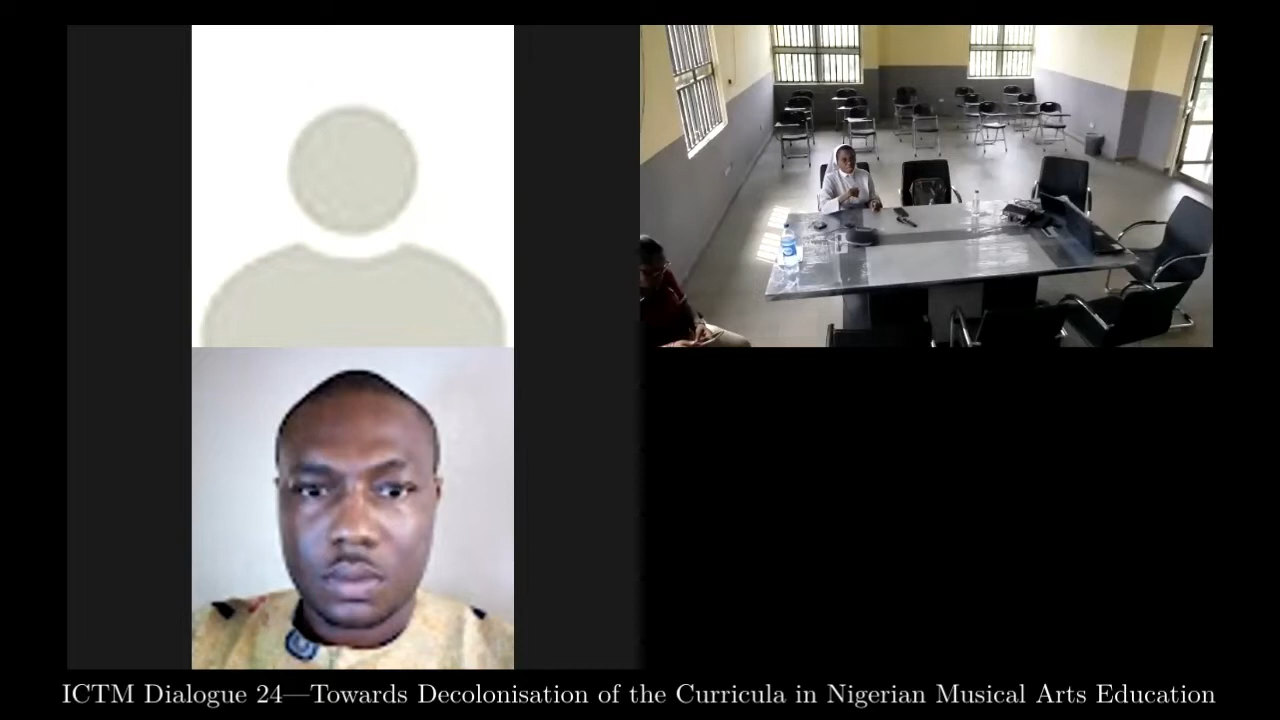 ICTM Dialogue 24—Towards Decolonisation of the Curricula in Nigerian Musical Arts Education